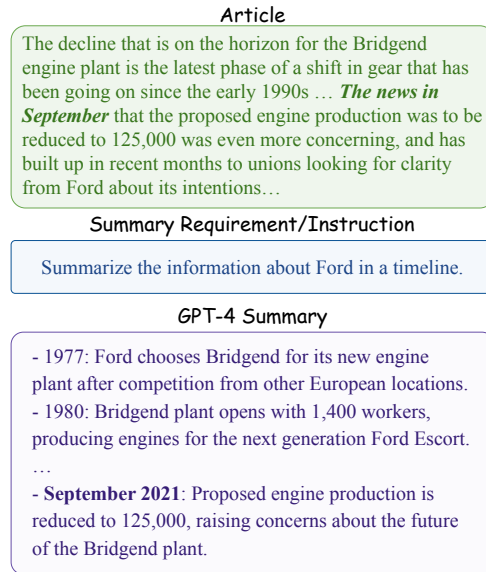 Article
The decline that is on the horizon for the Bridgend
engine plant is the latest phase of a shift in gear that has
been going on since the early 1990s … The news in
September that the proposed engine production was to be
reduced to 125,000 was even more concerning, and has
built up in recent months to unions looking for clarity
from Ford about its intentions…
Summary Requirement/Instruction
Summarize the information about Ford in a timeline.
GPT-4 Summary
- 1977: Ford chooses Bridgend for its new engine
plant after competition from other European locations.
- 1980: Bridgend plant opens with 1,400 workers,
producing engines for the next generation Ford Escort.
…
- September 2021: Proposed engine production is
reduced to 125,000, raising concerns about the future
of the Bridgend plant.